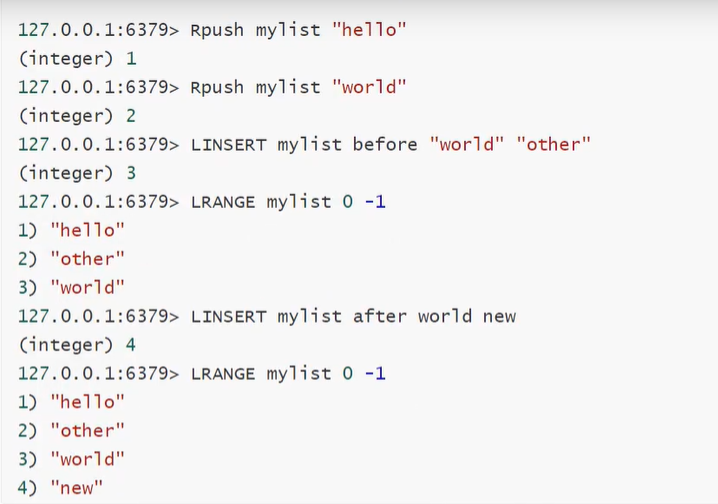 127.0.0.1:6379> Rpush mylist "hello"
(integer) 1
127.0.0.1:6379> Rpush mylist "world"
(integer) 2
127.0.0.1:6379> LINSERT mylist before "world" "other"
(integer) 3
127.0.0.1:6379> LRANGE mylist 0 -1
1) "hello"
2) "other"
3) "world"
127.0.0.1:6379> LINSERT mylist after world new
(integer) 4
127.0.0.1:6379> LRANGE mylist 0 -1
1) "hello"
2) "other"
3) "world"
4) "new"